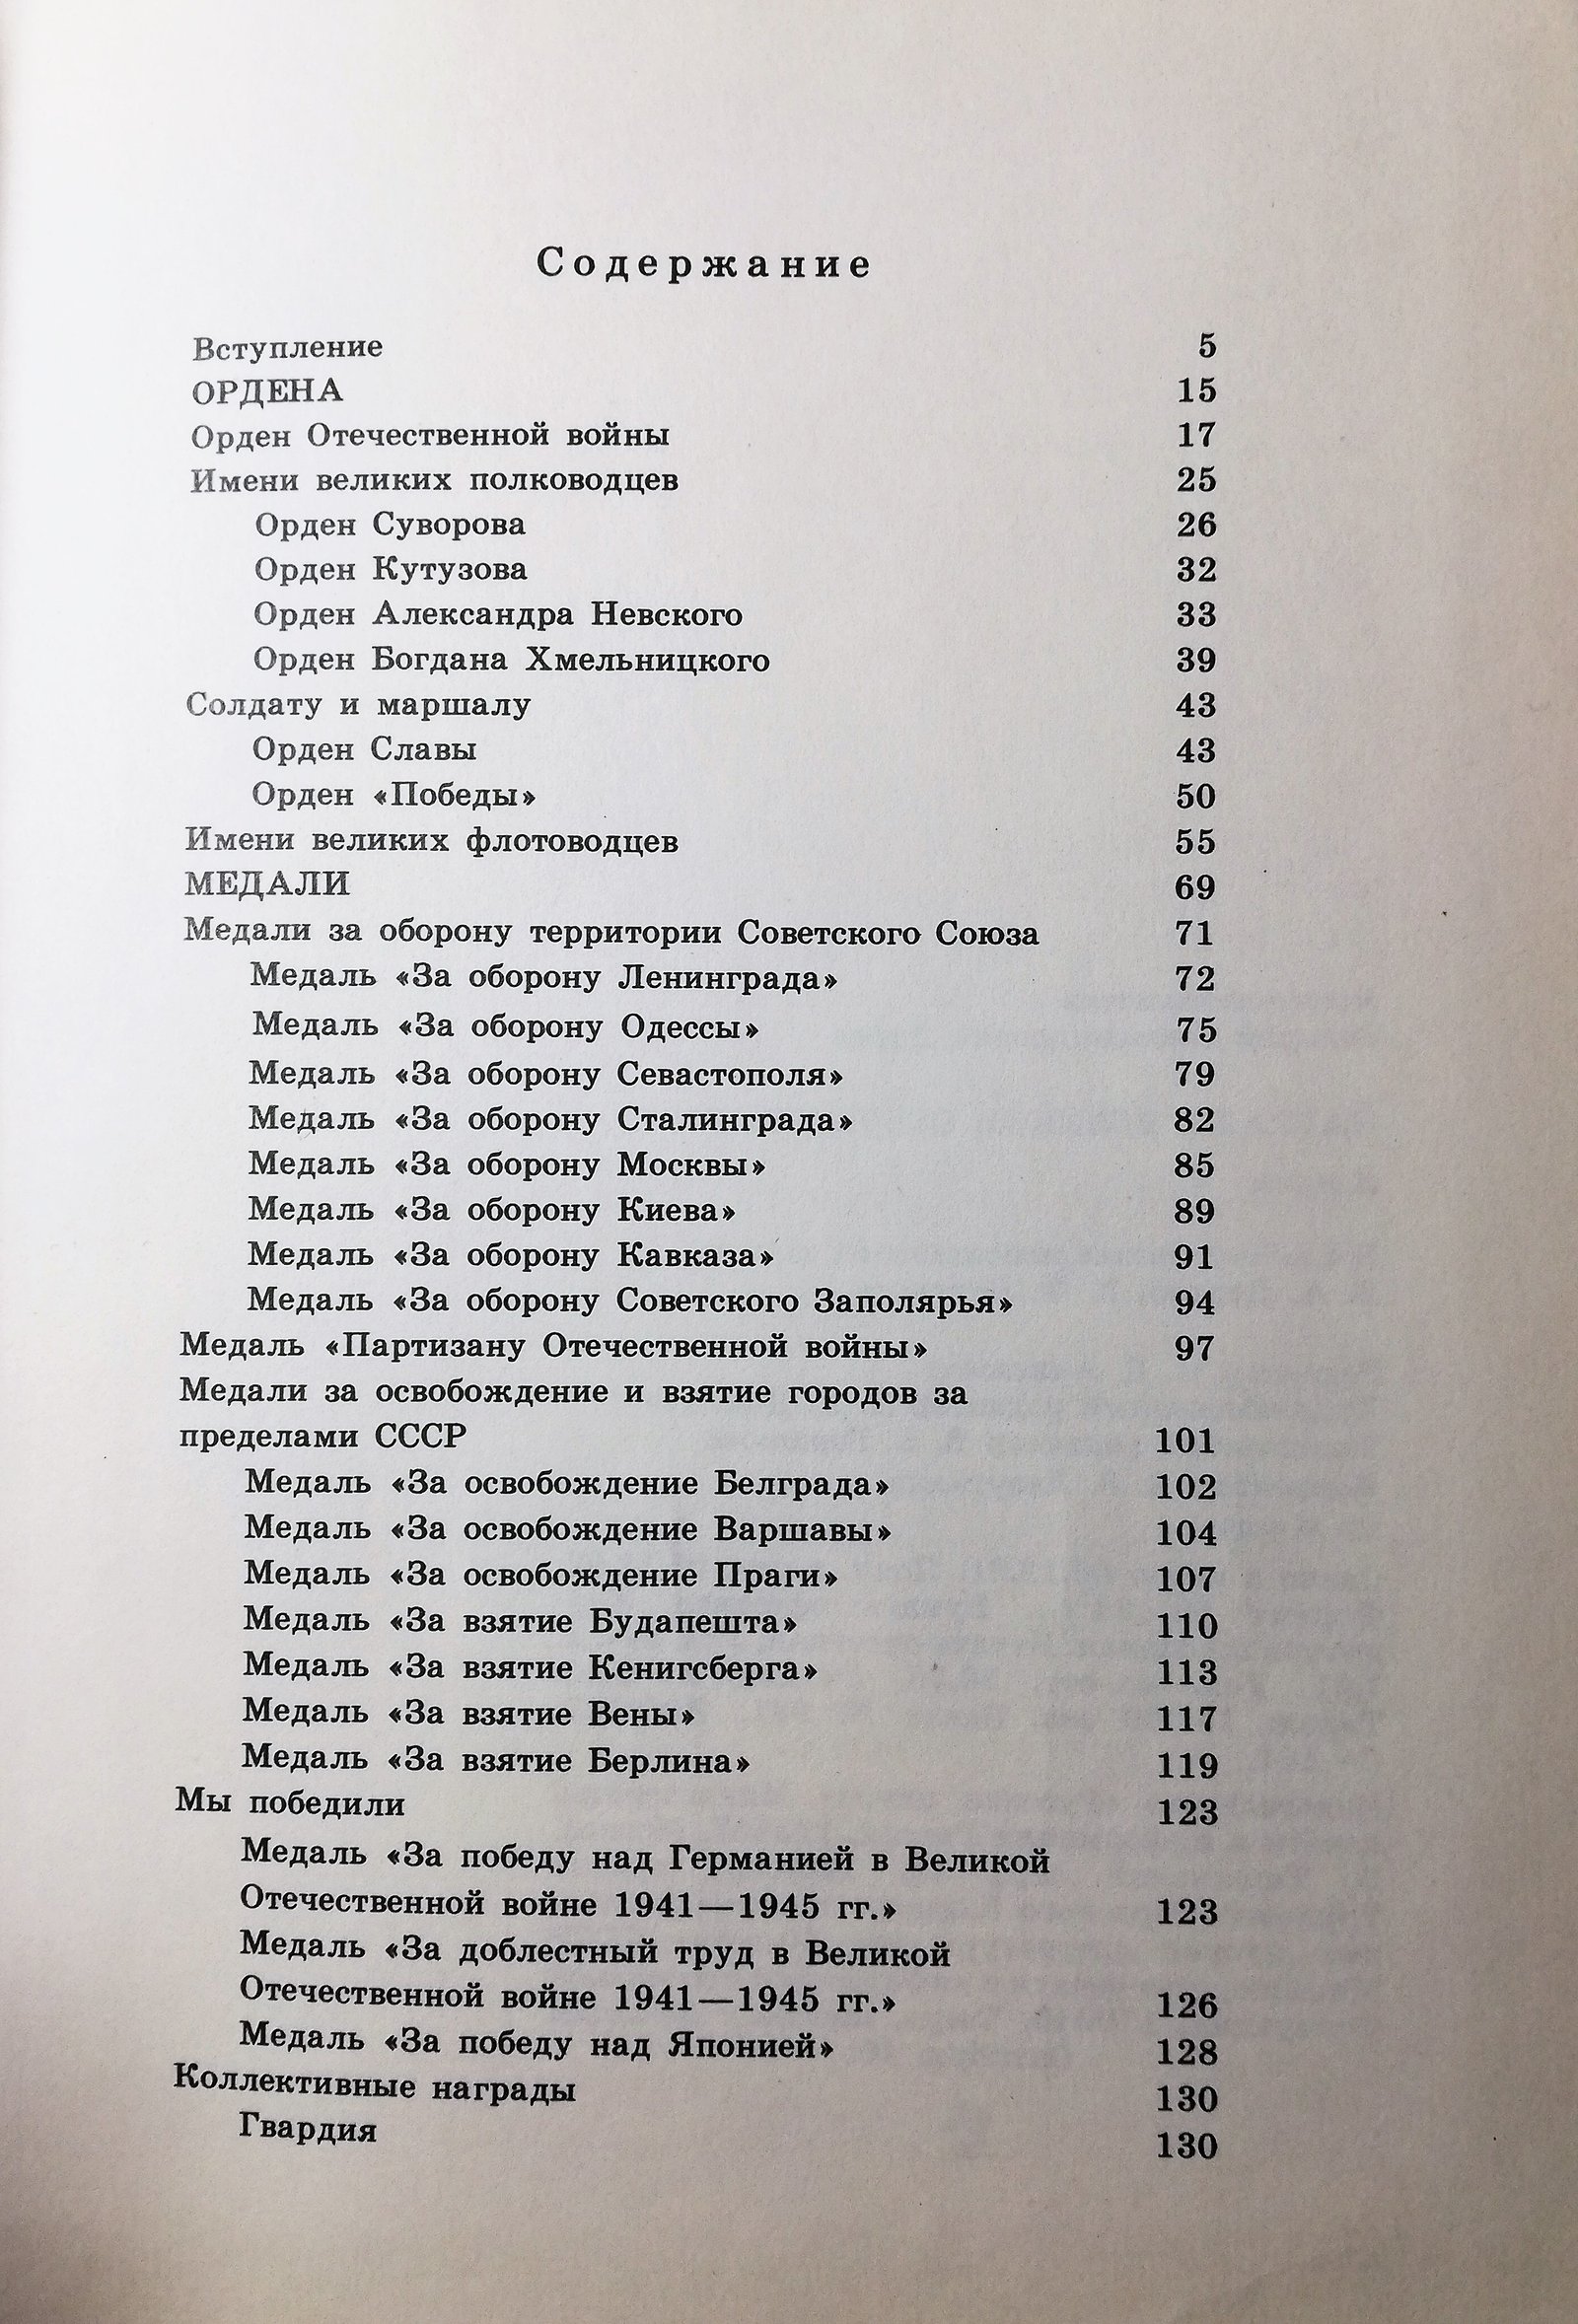 Содержание
Вступление 5
ОРДЕНА 15
Орден Отечественной войны 17
Имени великих полководцев 25
Орден Суворова 26
Орден Кутузова 32
Орден Александра Невского 33
Орден Богдана Хмельницкого 39
Солдату и маршалу 43
Орден Славы 43
Орден «Победы» 50
Имени великих флотоводцев 55
МЕДАЛИ 69
Медали за оборону территории Советского Союза 71
Медаль «За оборону Ленинграда» 72
Медаль «За оборону Одессы» 75
Медаль «За оборону Севастополя» 79
Медаль «За оборону Сталинграда» 82
Медаль «За оборону Москвы» 85
Медаль «За оборону Киева» 89
Медаль «За оборону Кавказа» 91
Медаль «За оборону Советского Заполярья» 94
Медаль «Партизану Отечественной войны» 97
Медали за освобождение и взятие городов за
пределами СССР 101
Медаль «За освобождение Белграда» 102
Медаль «За освобождение Варшавы» 104
Медаль «За освобождение Праги» 107
Медаль «За взятие Будапешта» 110
Медаль «За взятие Кенигсберга» 113
Медаль «За взятие Вены» 117
Медаль «За взятие Берлина» 119
Мы победили 123
Медаль «За победу над Германией в Великой
Отечественной войне 1941—1945 гг.» 123
Медаль «За доблестный труд в Великой
Отечественной войне 1941—1945 гг.» 126
Медаль «За победу над Японией» 128
Коллективные награды 130
Гвардия 130